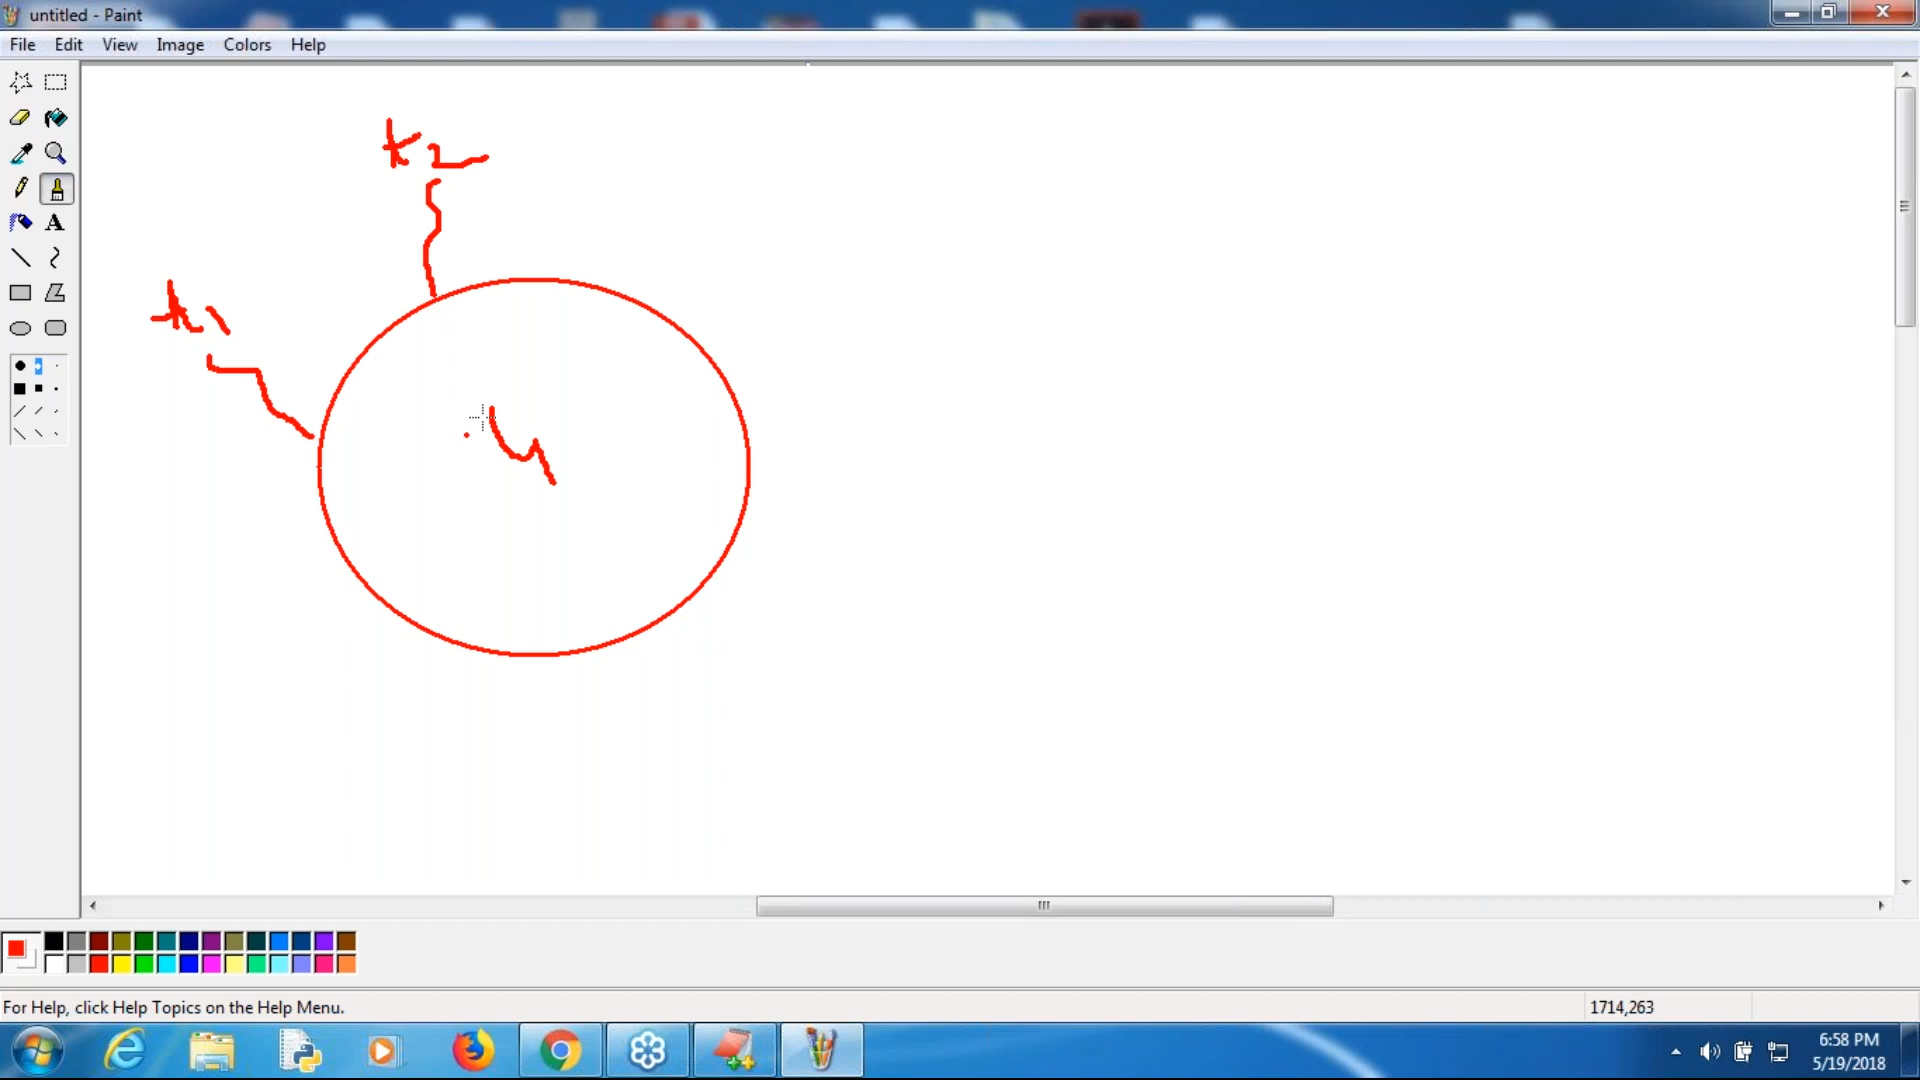 untitled - Paint
File Edit View Image Colors Help
k2
k1
For Help, click Help Topics on the Help Menu.
1714,263
6:58 PM
5/19/2018